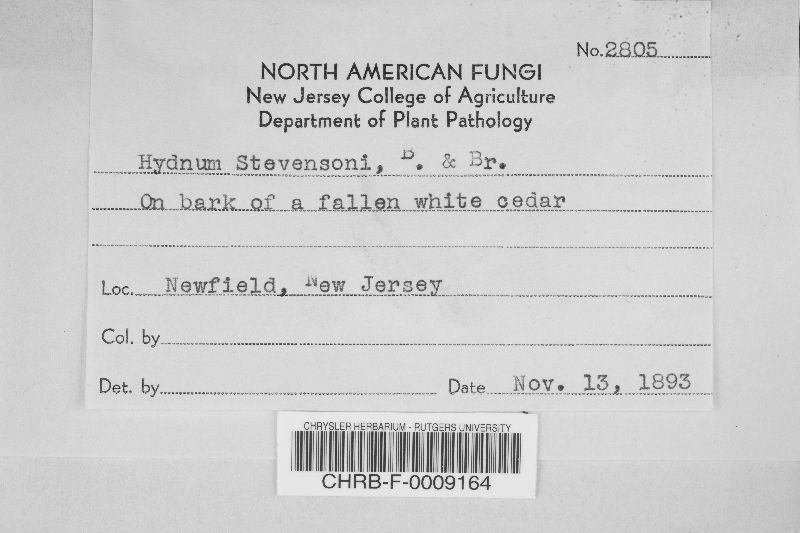 No. 2805
NORTH AMERICAN FUNGI
New Jersey College of Agriculture
Department of Plant Pathology
Hydnum Stevensoni, B. & Br.
On bark of a fallen white cedar
Loc. Newfield, New Jersey
Col. by
Det. by Date Nov. 13, 1893
CHRYSLER HERBARIUM - RUTGERS UNIVERSITY
CHRB-F-0009164